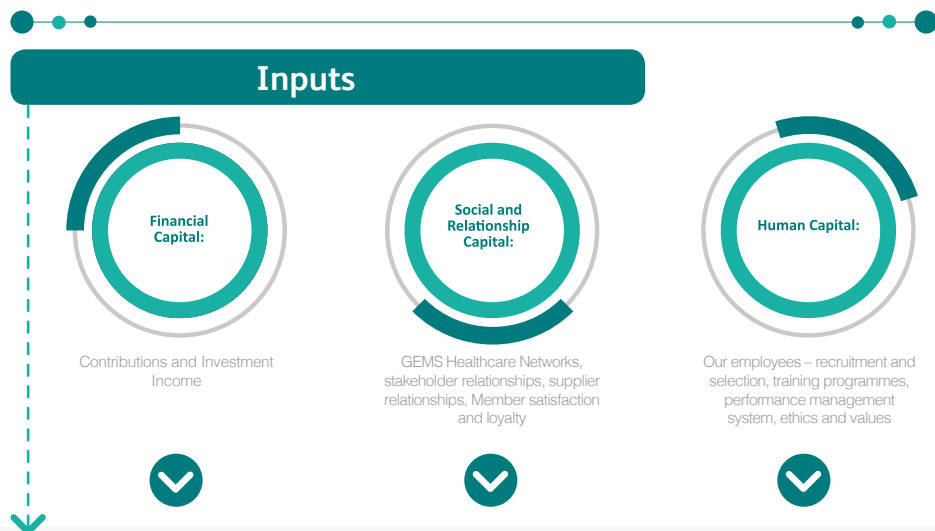 Inputs
Financial
Capital:
Contributions and Investment
Income
Social and
Relationship
Capital:
GEMS Healthcare Networks,
stakeholder relationships, supplier
relationships, Member satisfaction
and loyalty
Human Capital:
Our employees – recruitment and
selection, training programmes,
performance management
system, ethics and values